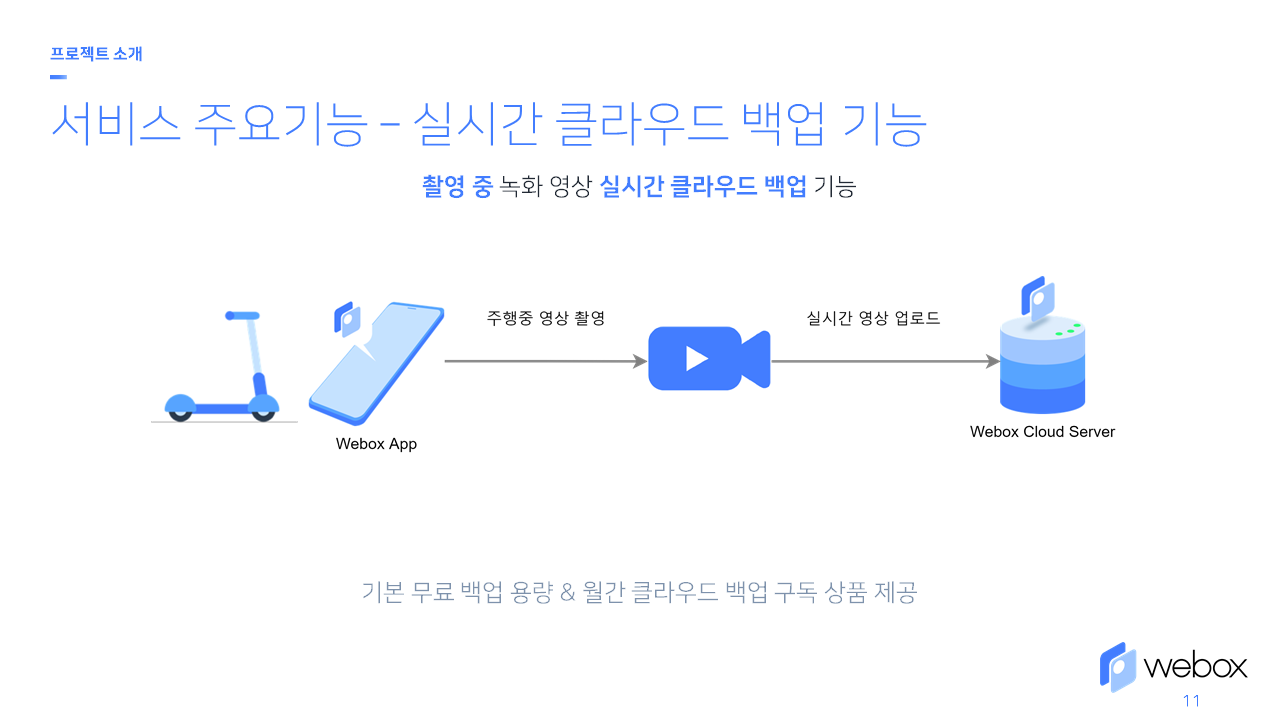 프로젝트 소개
서비스 주요기능 – 실시간 클라우드 백업 기능
촬영 중 녹화 영상 실시간 클라우드 백업 기능
주행중 영상 촬영
실시간 영상 업로드
Webox App
Webox Cloud Server
기본 무료 백업 용량 & 월간 클라우드 백업 구독 상품 제공
webox
11